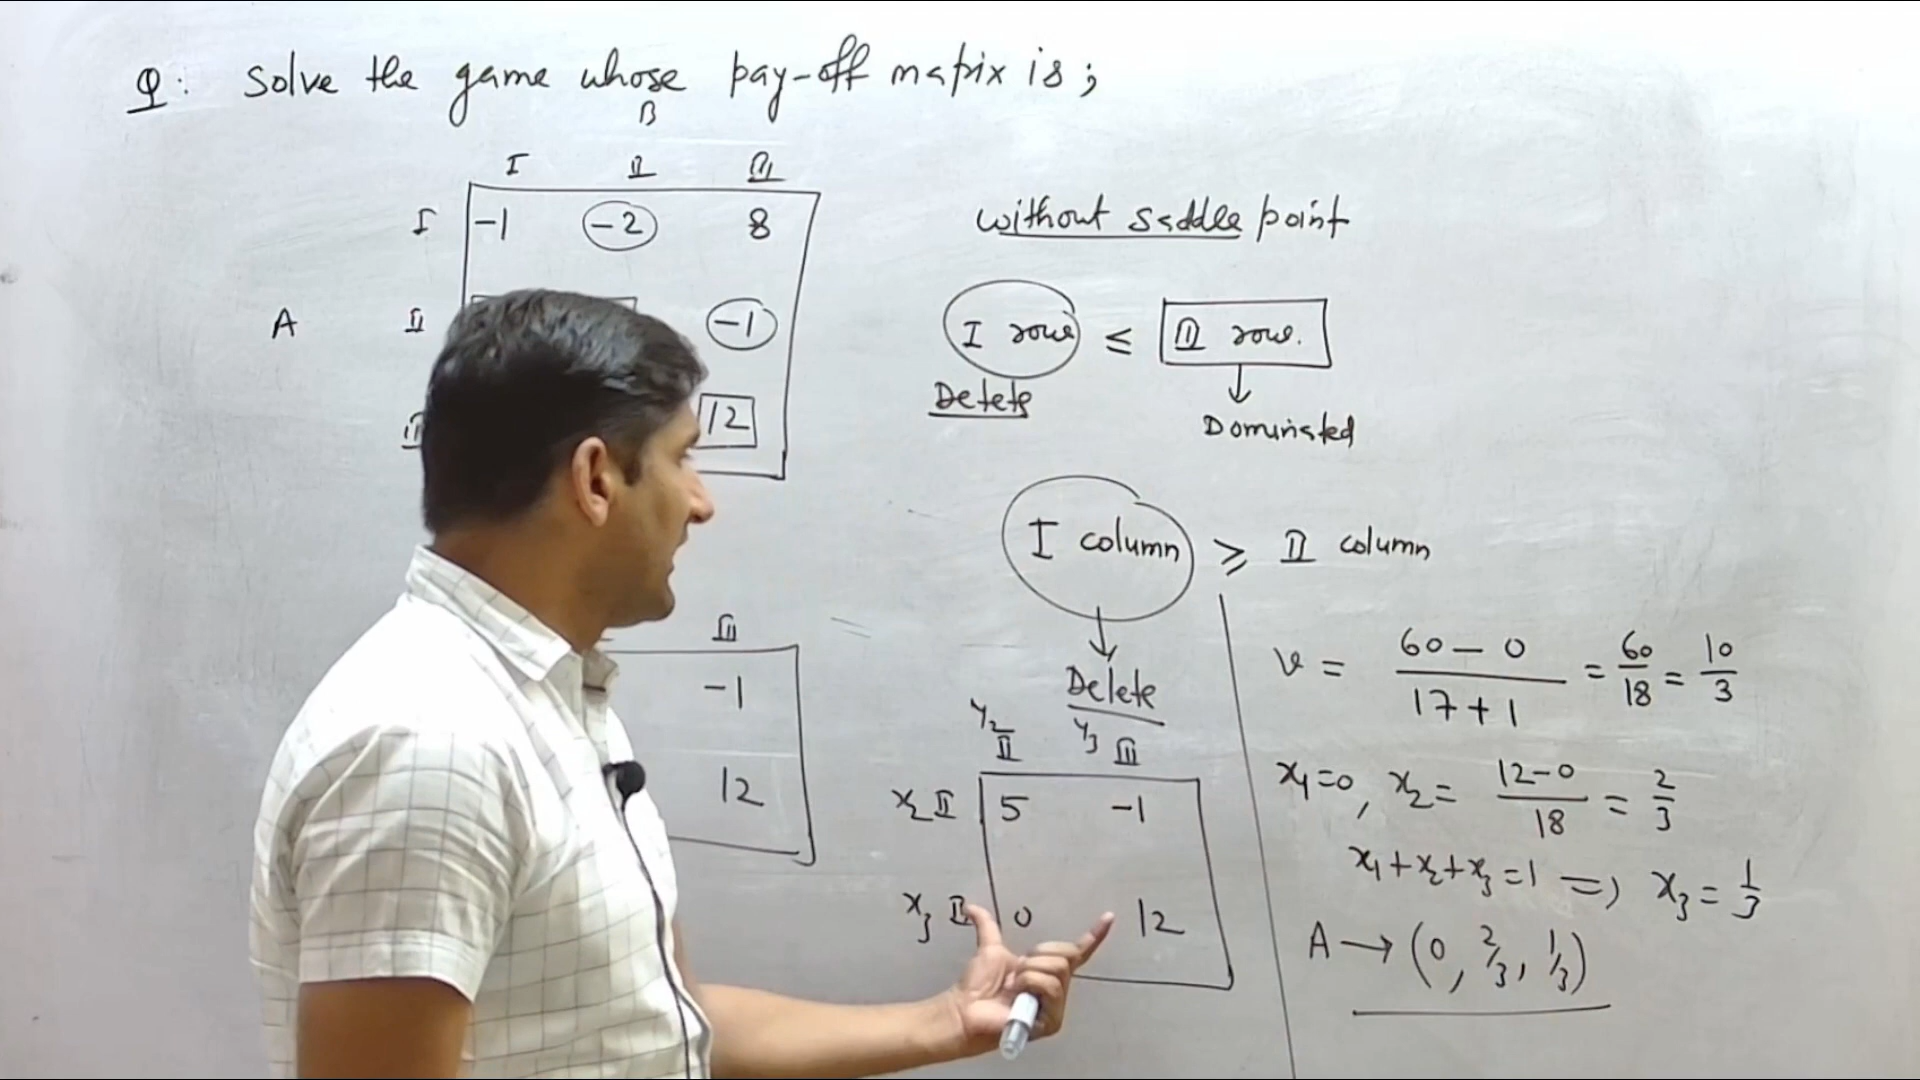 Q: Solve the game whose pay-off matrix is;
B
I II III
I -1 -2 8
A II -1
12
without saddle point
I row ≤ III row.
Delete
Dominated
I column ≥ II column
Delete
III
-1
12
y2 II y3 III
x2 II 5 -1
x3 0 12
v = 60-0 / 17+1 = 60/18 = 10/3
x1=0, x2 = 12-0 / 18 = 2/3
x1+x2+x3=1 => x3 = 1/3
A → (0, 2/3, 1/3)